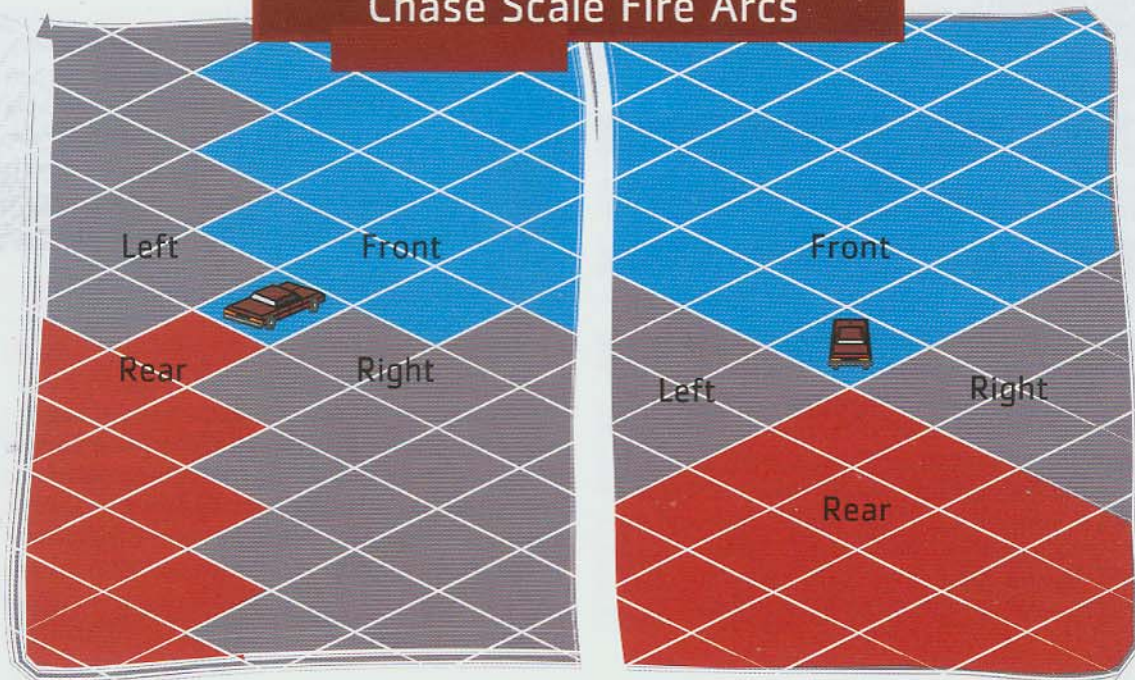 Chase Scale Fire Arcs
Left
Front
Rear
Right
Front
Left
Right
Rear